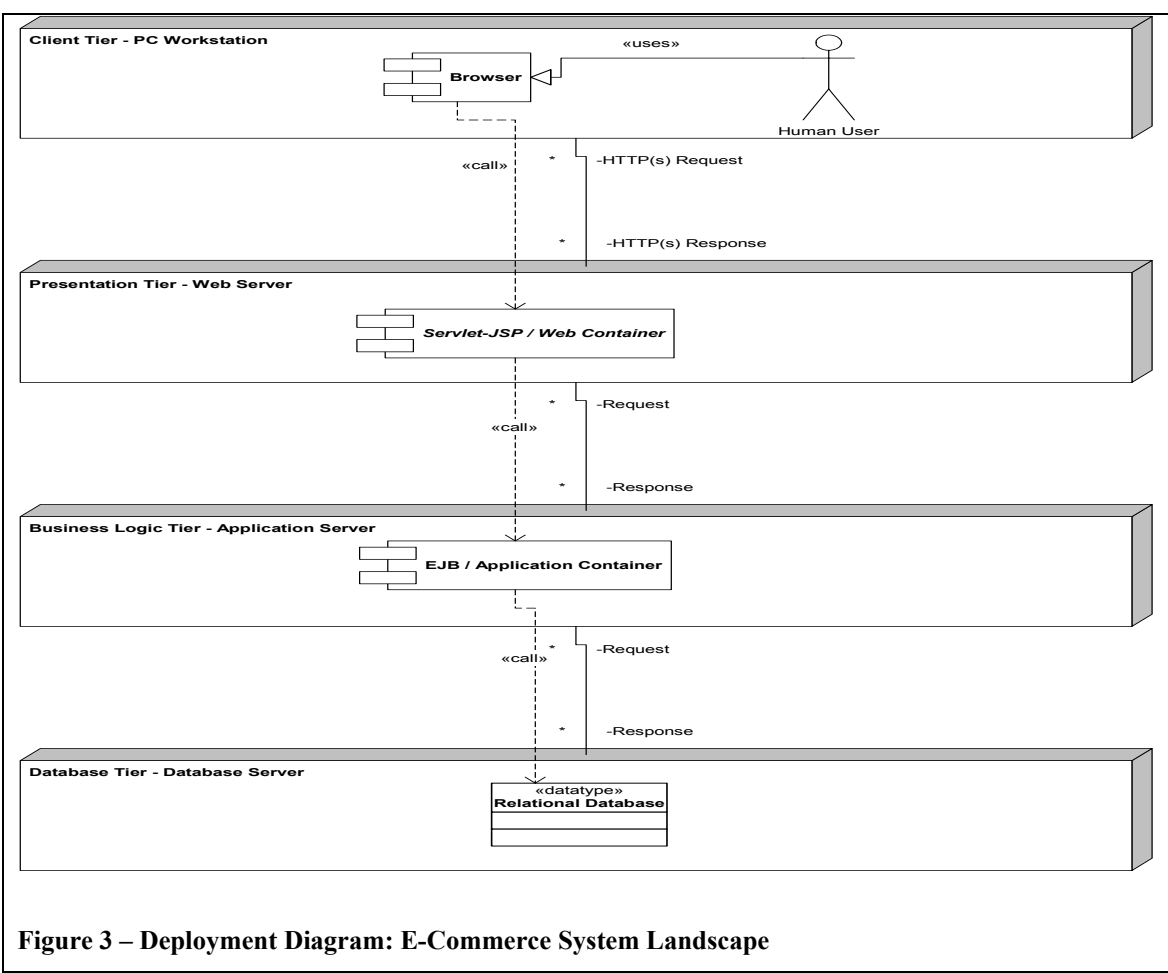 Client Tier - PC Workstation
«uses»
Browser
Human User
«call»
*
-HTTP(s) Request
*
-HTTP(s) Response
Presentation Tier - Web Server
Servlet-JSP / Web Container
*
-Request
«call»
*
-Response
Business Logic Tier - Application Server
EJB / Application Container
*
-Request
«call»
*
-Response
Database Tier - Database Server
«datatype»
Relational Database
Figure 3 – Deployment Diagram: E-Commerce System Landscape